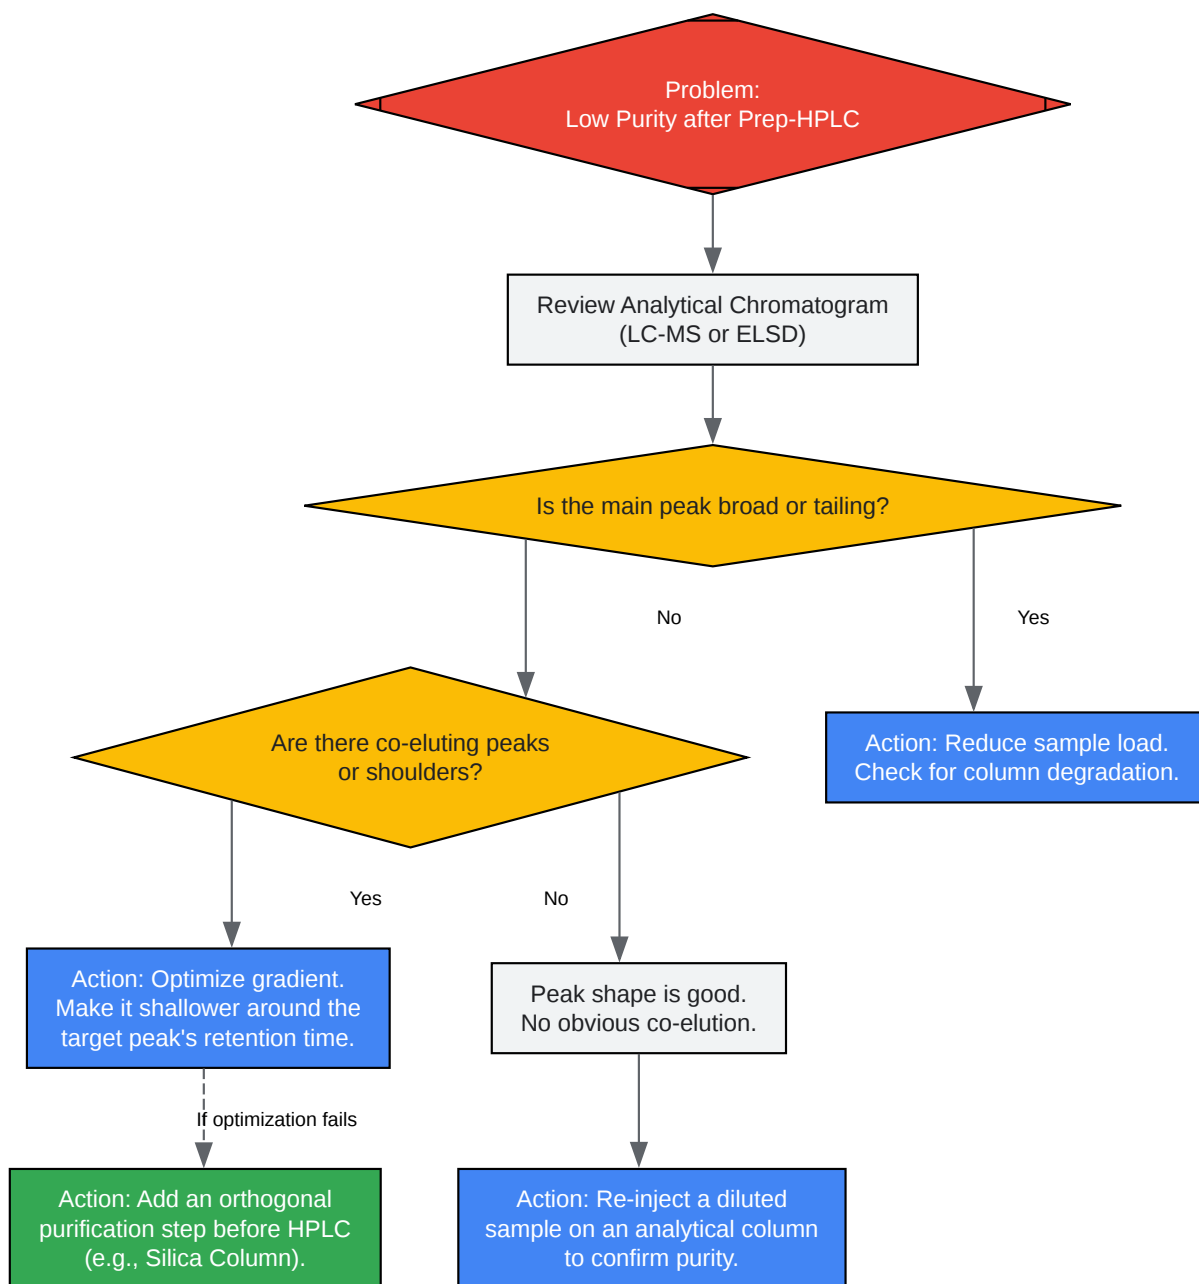 Problem:
Low Purity after Prep-HPLC
Review Analytical Chromatogram
(LC-MS or ELSD)
Is the main peak broad or tailing?
No
Yes
Are there co-eluting peaks
or shoulders?
Action: Reduce sample load.
Check for column degradation.
Yes
No
Action: Optimize gradient.
Make it shallower around the
target peak's retention time.
Peak shape is good.
No obvious co-elution.
If optimization fails
Action: Add an orthogonal
purification step before HPLC
(e.g., Silica Column).
Action: Re-inject a diluted
sample on an analytical column
to confirm purity.